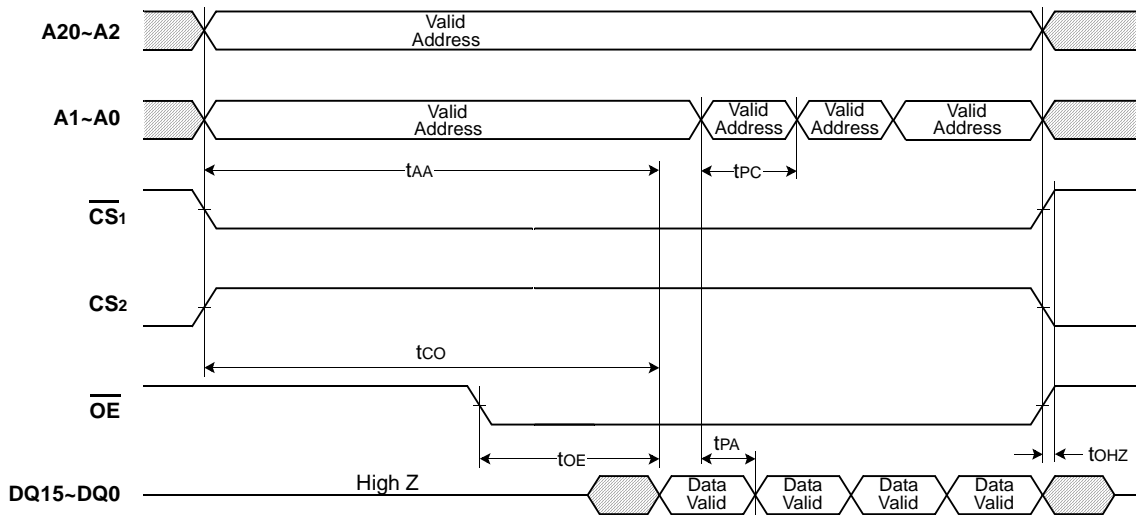 A20~A2
Valid
Address
A1~A0
Valid
Address
Valid
Address
Valid
Address
Valid
Address
tAA
tPC
CS1
CS2
tCO
OE
tOE
tPA
tOHZ
DQ15~DQ0
High Z
Data
Valid
Data
Valid
Data
Valid
Data
Valid